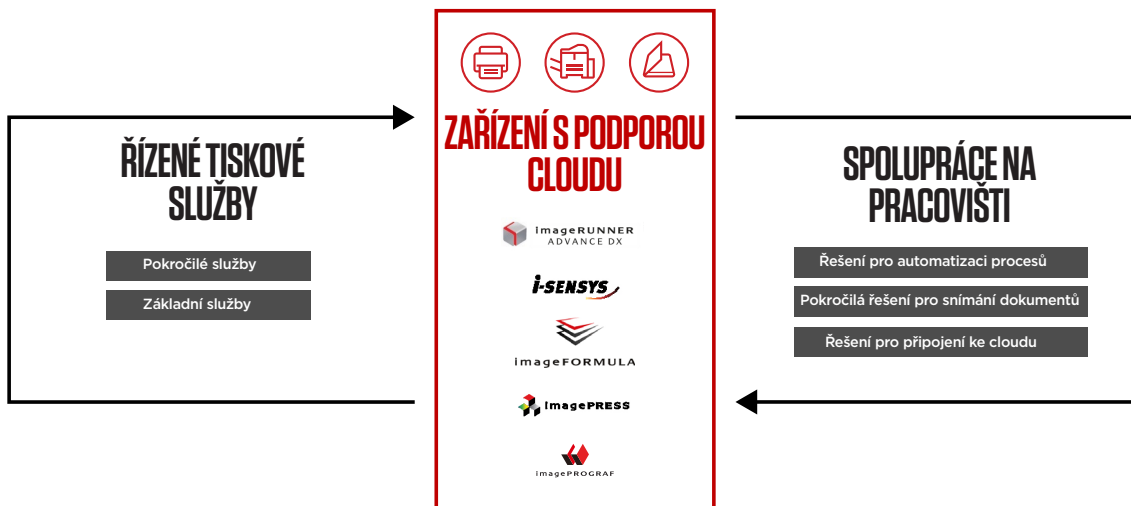 ŘÍZENÉ TISKOVÉ
SLUŽBY
Pokročilé služby
Základní služby
ZAŘÍZENÍ S PODPOROU
CLOUDU
imageRUNNER
ADVANCE DX
i-SENSYS
imageFORMULA
imagePRESS
imagePROGRAF
SPOLUPRÁCE NA
PRACOVIŠTI
Řešení pro automatizaci procesů
Pokročilá řešení pro snímání dokumentů
Řešení pro připojení ke cloudu